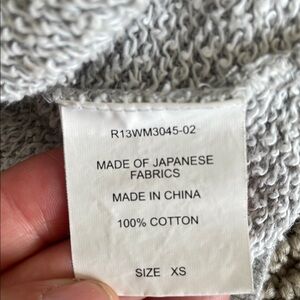 R13WM3045-02
MADE OF JAPANESE
FABRICS
MADE IN CHINA
100% COTTON
SIZE XS